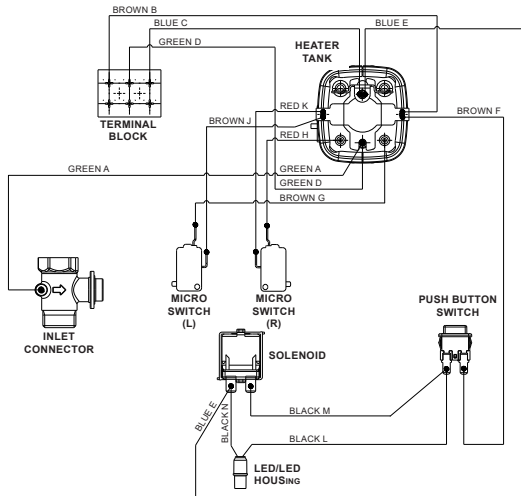 BROWN B
BLUE C
BLUE E
GREEN D
HEATER
TANK
RED K
BROWN F
BROWN J
TERMINAL
BLOCK
RED H
GREEN A
GREEN A
GREEN D
BROWN G
MICRO
SWITCH
(L)
MICRO
SWITCH
(R)
PUSH BUTTON
SWITCH
INLET
CONNECTOR
SOLENOID
BLUE E
BLACK N
BLACK M
BLACK L
LED/LED
HOUSING